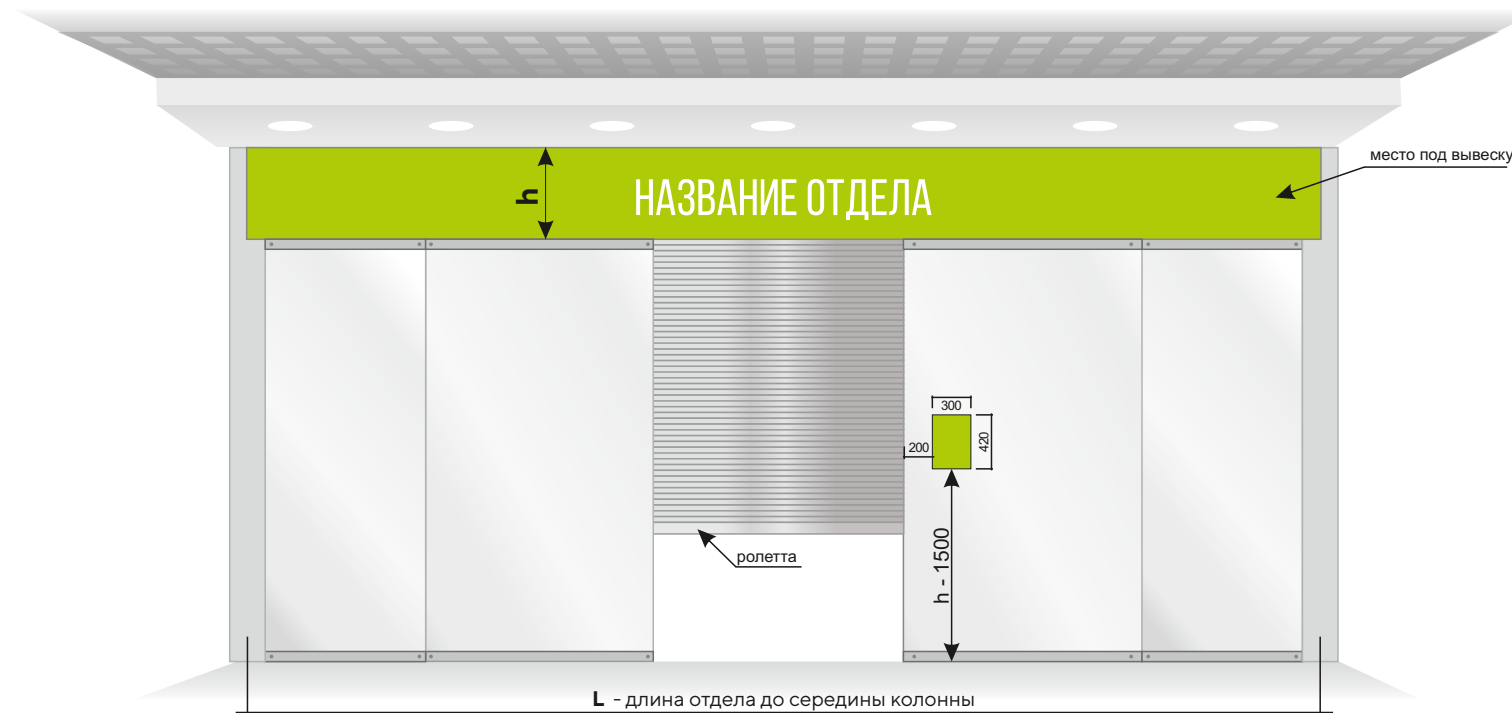 место под вывеску
h
НАЗВАНИЕ ОТДЕЛА
300
420
200
h - 1500
ролетта
L - длина отдела до середины колонны